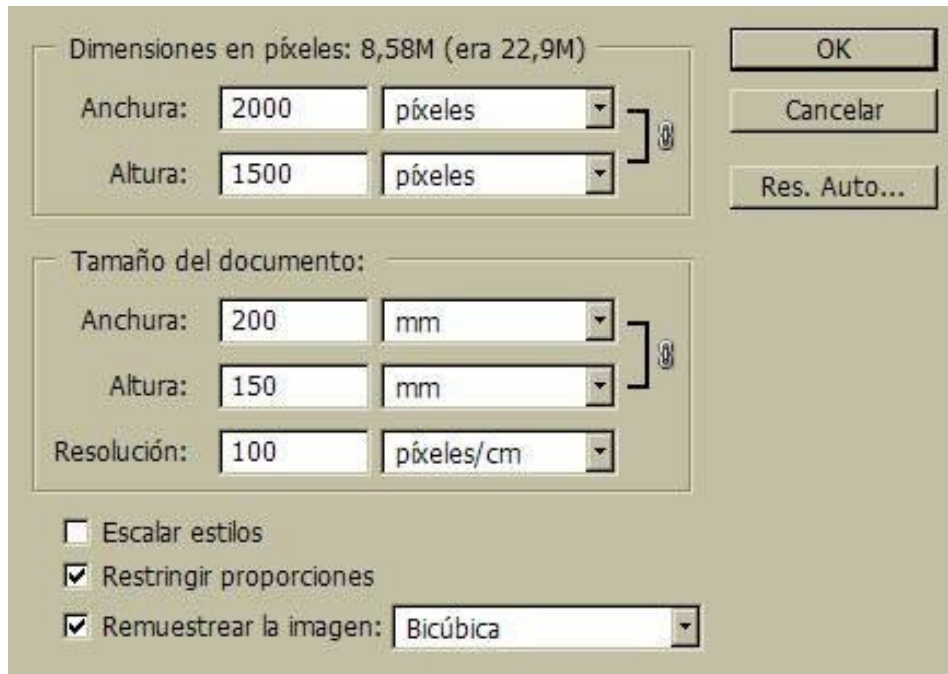 Dimensiones en píxeles: 8,58M (era 22,9M)
Anchura: 2000 píxeles
Altura: 1500 píxeles
OK
Cancelar
Res. Auto...
Tamaño del documento:
Anchura: 200 mm
Altura: 150 mm
Resolución: 100 píxeles/cm
Escalar estilos
Restringir proporciones
Remuestrear la imagen: Bicúbica